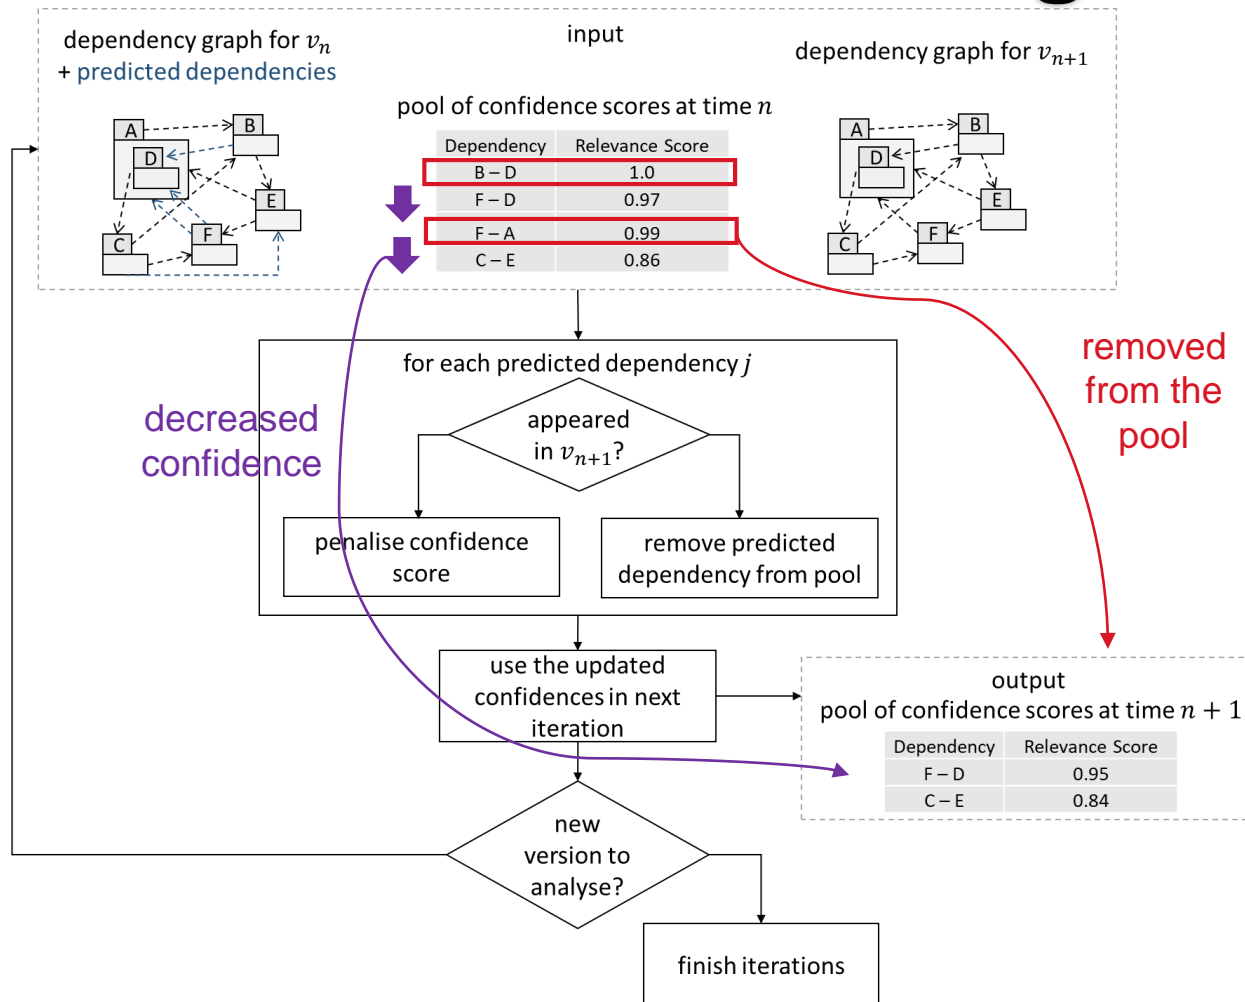 input
dependency graph for vₙ
+ predicted dependencies
dependency graph for vₙ₊₁
pool of confidence scores at time n
A
B
D
E
C
F
Dependency Relevance Score
B – D 1.0
F – D 0.97
F – A 0.99
C – E 0.86
A
B
D
E
C
F
for each predicted dependency j
appeared
in vₙ₊₁?
penalise confidence
score
remove predicted
dependency from pool
decreased
confidence
removed
from the
pool
use the updated
confidences in next
iteration
output
pool of confidence scores at time n + 1
Dependency Relevance Score
F – D 0.95
C – E 0.84
new
version to
analyse?
finish iterations